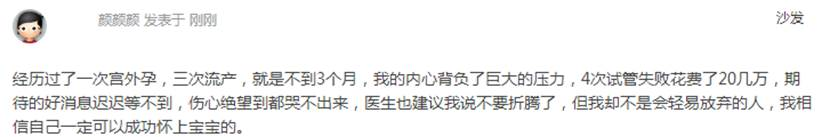 颜颜颜 发表于 刚刚 沙发
经历过了一次宫外孕，三次流产，就是不到3个月，我的内心背负了巨大的压力，4次试管失败花费了20几万，期
待的好消息迟迟等不到，伤心绝望到都哭不出来，医生也建议我说不要折腾了，但我却不是会轻易放弃的人，我相
信自己一定可以成功怀上宝宝的。